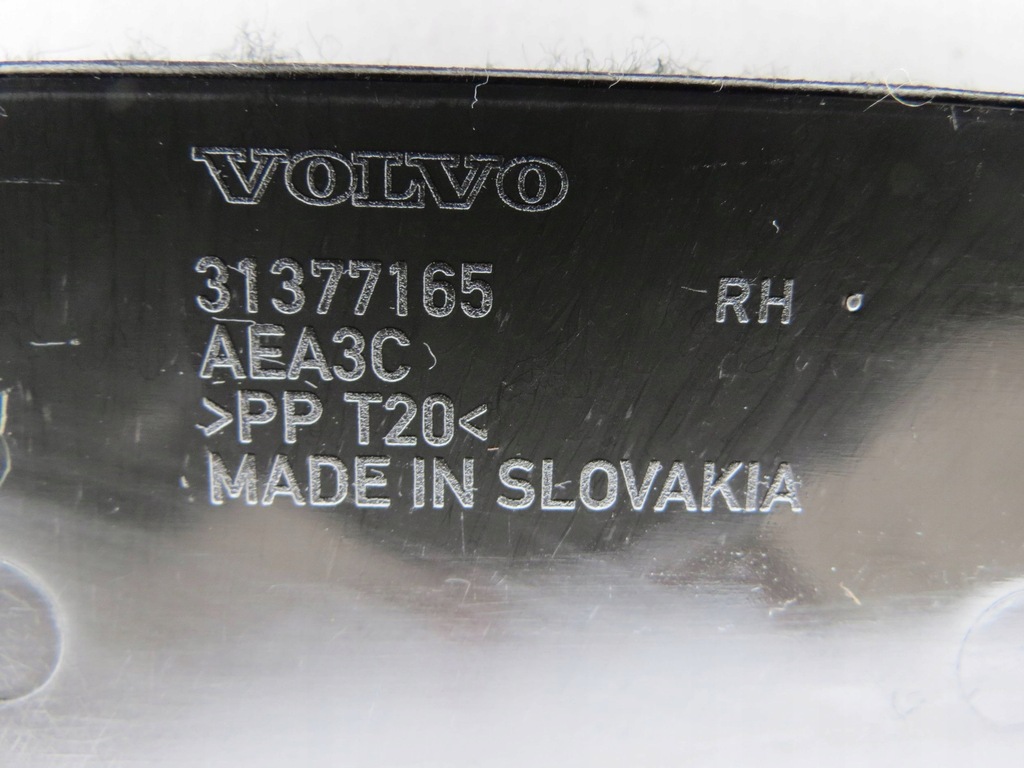 VOLVO
31377165 RH
AEA3C
>PP T20<
MADE IN SLOVAKIA